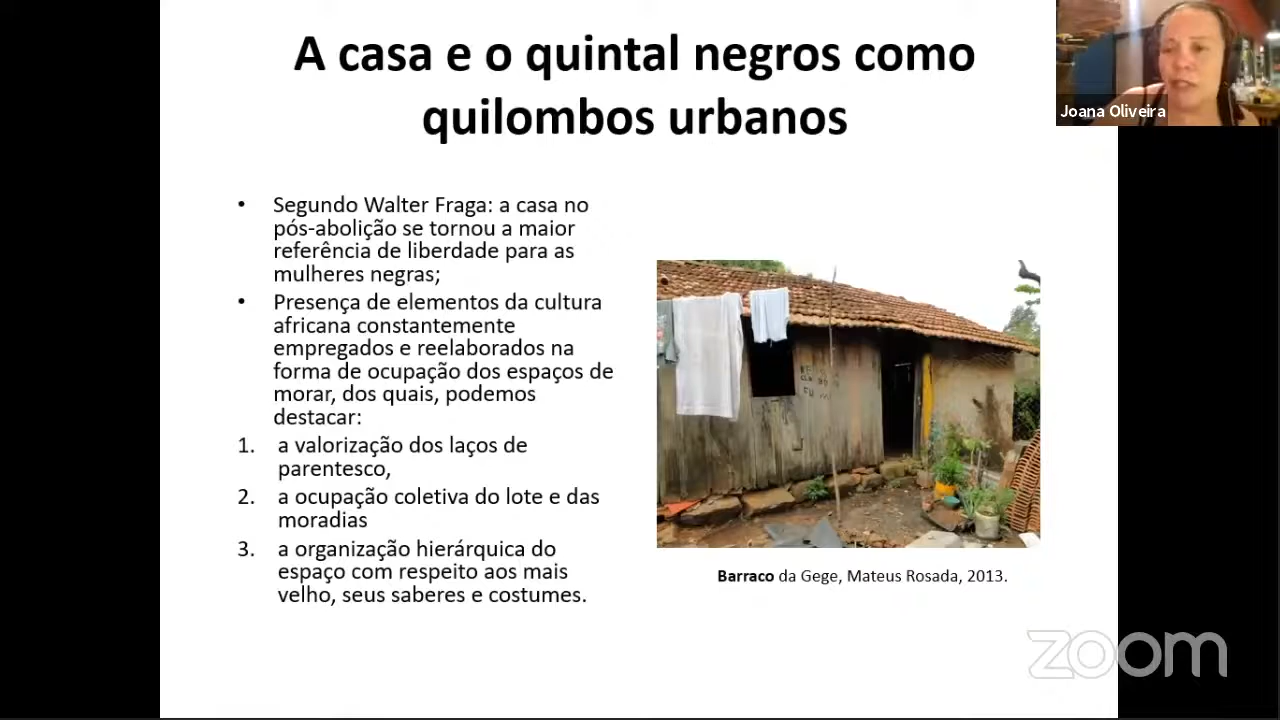 A casa e o quintal negros como
quilombos urbanos
Joana Oliveira
• Segundo Walter Fraga: a casa no
pós-abolição se tornou a maior
referência de liberdade para as
mulheres negras;
• Presença de elementos da cultura
africana constantemente
empregados e reelaborados na
forma de ocupação dos espaços de
morar, dos quais, podemos
destacar:
1. a valorização dos laços de
parentesco,
2. a ocupação coletiva do lote e das
moradias
3. a organização hierárquica do
espaço com respeito aos mais
velho, seus saberes e costumes.
Barraco da Gege, Mateus Rosada, 2013.
zoom